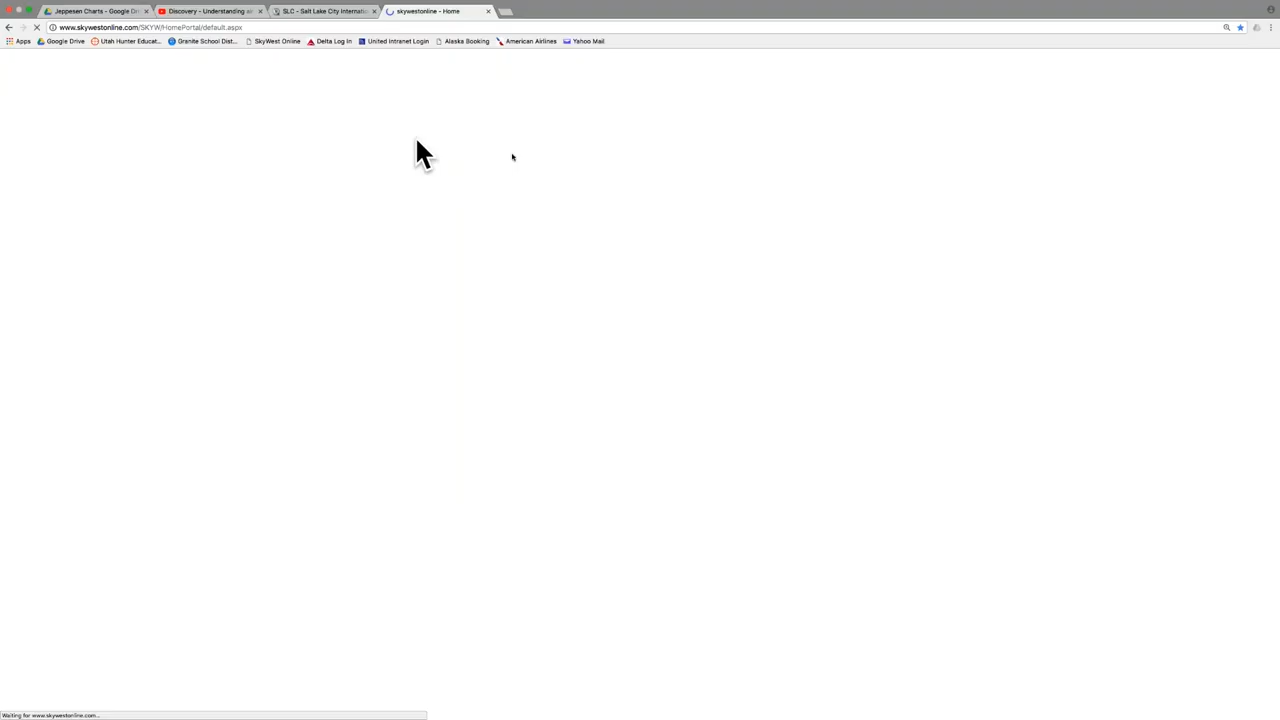 Jeppesen Charts - Google Dri
Discovery - Understanding ai
SLC - Salt Lake City Internatio
skywestonline - Home
www.skywestonline.com/SKYW/HomePortal/default.aspx
Apps Google Drive Utah Hunter Educat... Granite School Dist... SkyWest Online Delta Log in United Intranet Login Alaska Booking American Airlines Yahoo Mail
Waiting for www.skywestonline.com...